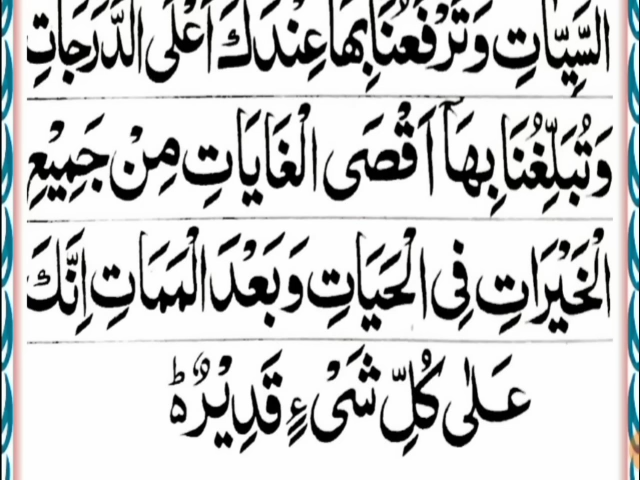 السَّيِّاٰتِ وَتَرْفَعُنَا بِهَا عِنْدَكَ اَعْلَى الدَّرَجَاتِ
وَتُبَلِّغُنَا بِهَآ اَقْصَى الْغَايَاتِ مِنْ جَمِيْعِ
الْخَيْرَاتِ فِى الْحَيَاتِ وَبَعْدَ الْمَمَاتِ اِنَّكَ
عَلٰى كُلِّ شَىْءٍ قَدِيْرٌ ؕ